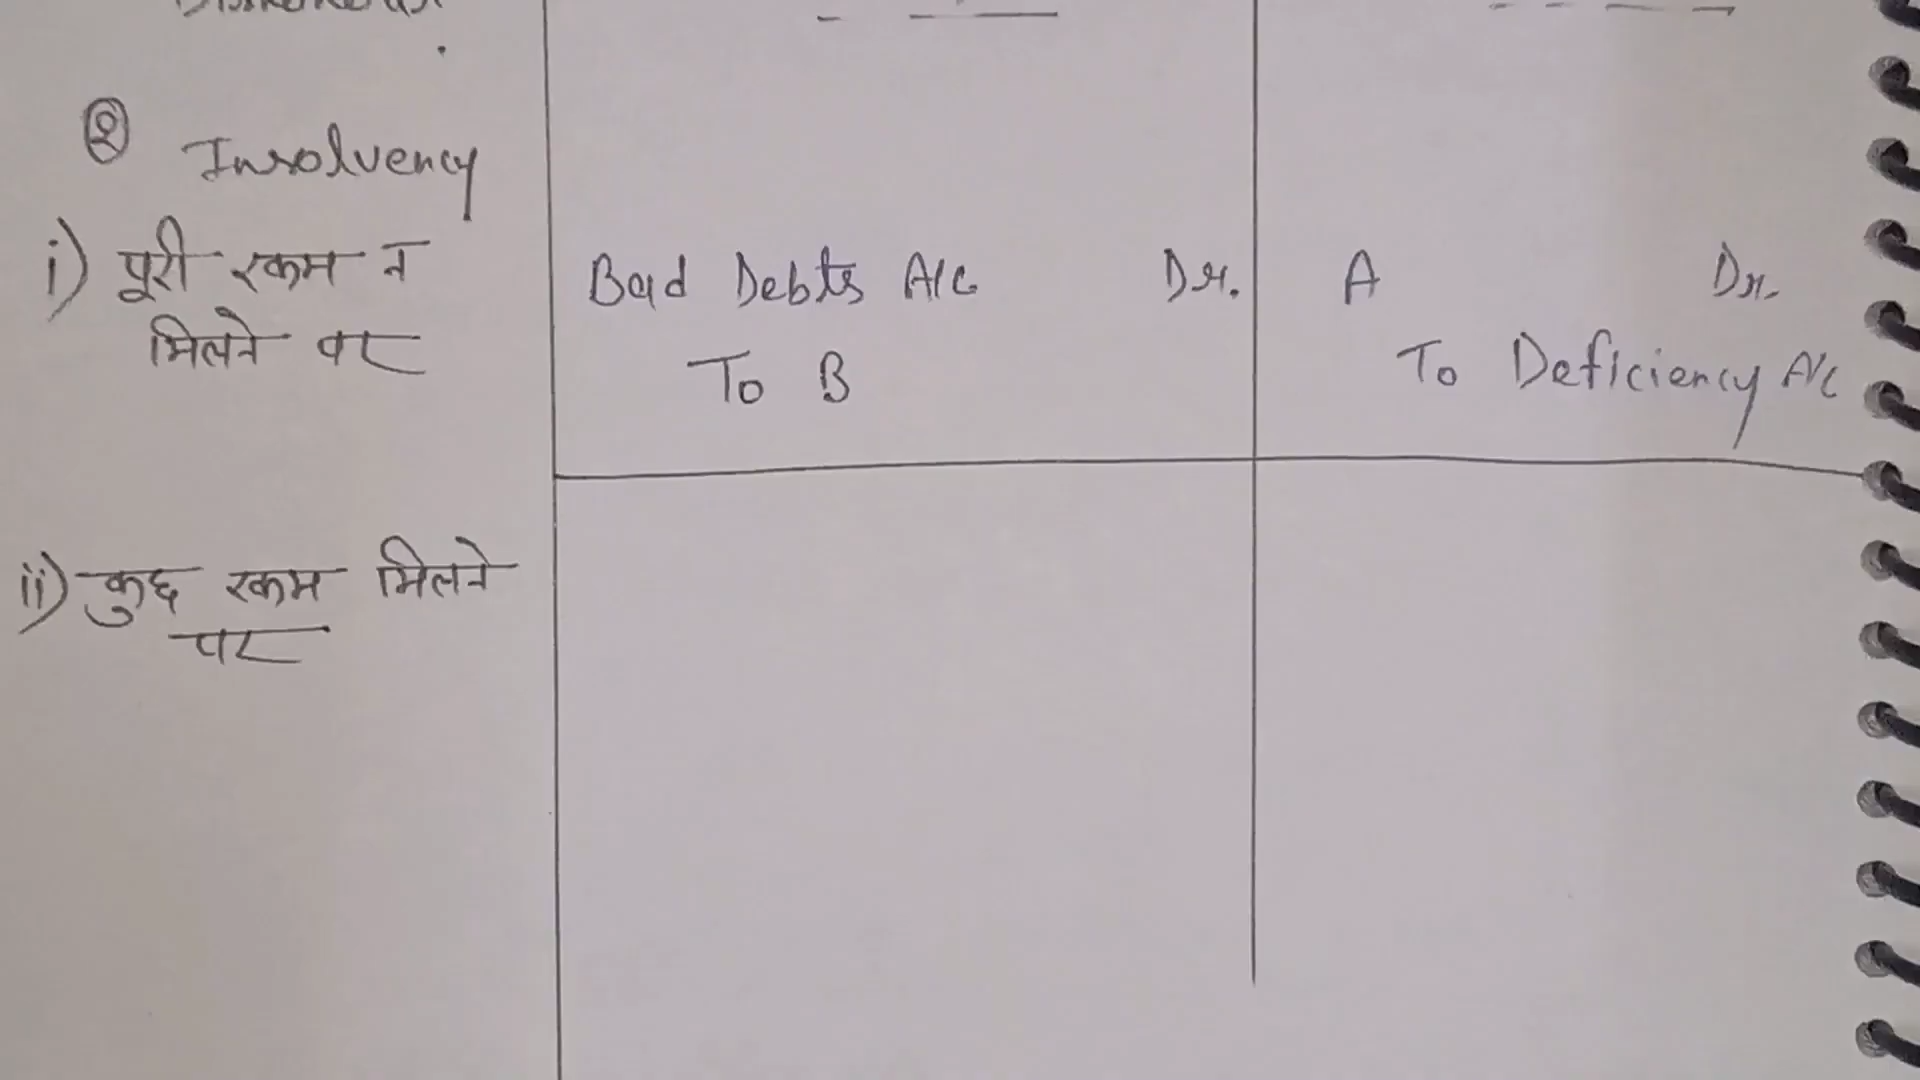 ② Insolvency
i) पूरी रकम न
मिलने पर
Bad Debts A/c Dr.
To B
A Dr.
To Deficiency A/c
ii) कुछ रकम मिलने
पर